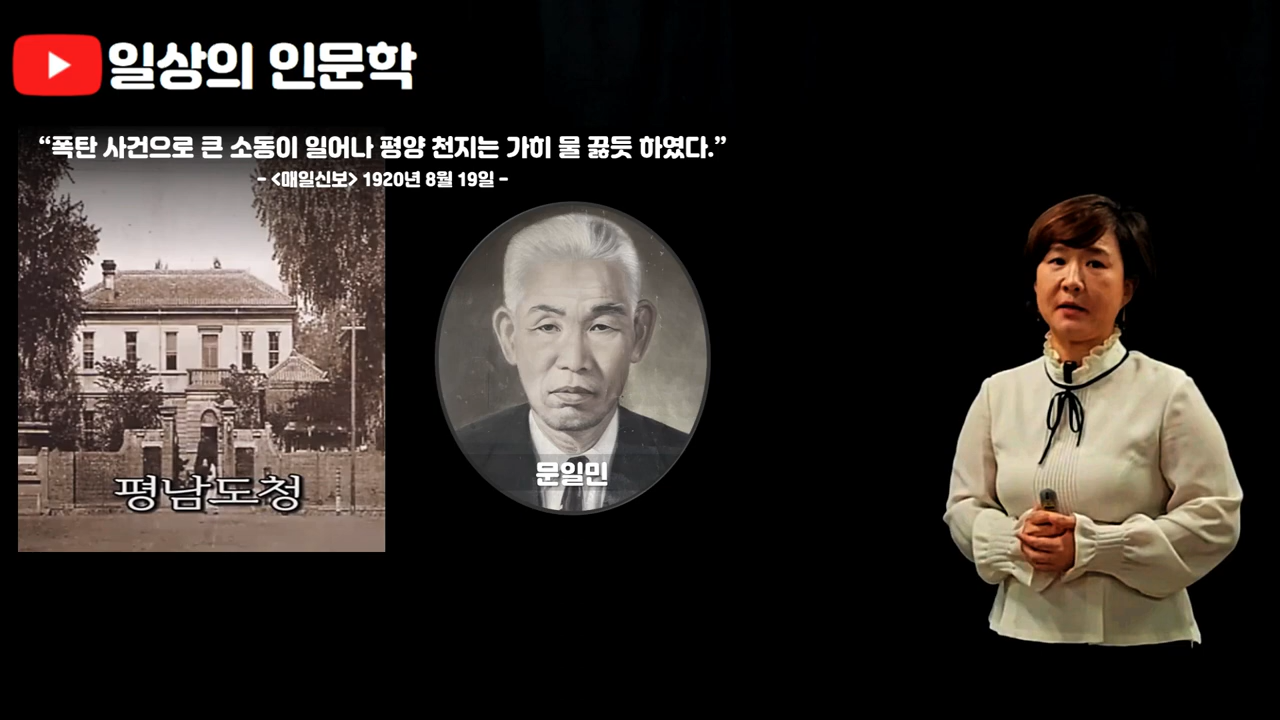 일상의 인문학
“폭탄 사건으로 큰 소동이 일어나 평양 천지는 가히 물 끓듯 하였다.”
- <매일신보> 1920년 8월 19일 -
문일민
평남도청